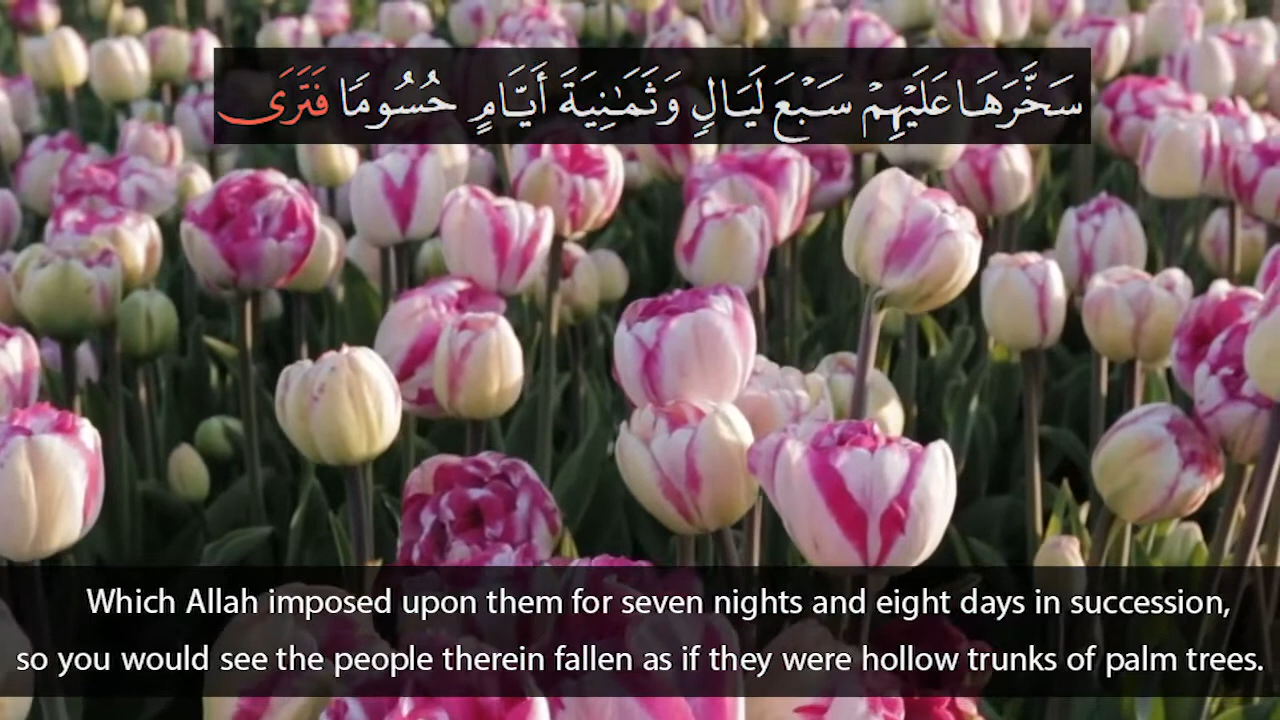 سَخَّرَهَا عَلَيْهِمْ سَبْعَ لَيَالٍ وَثَمَـٰنِيَةَ أَيَّامٍ حُسُومًا فَتَرَى
Which Allah imposed upon them for seven nights and eight days in succession,
so you would see the people therein fallen as if they were hollow trunks of palm trees.